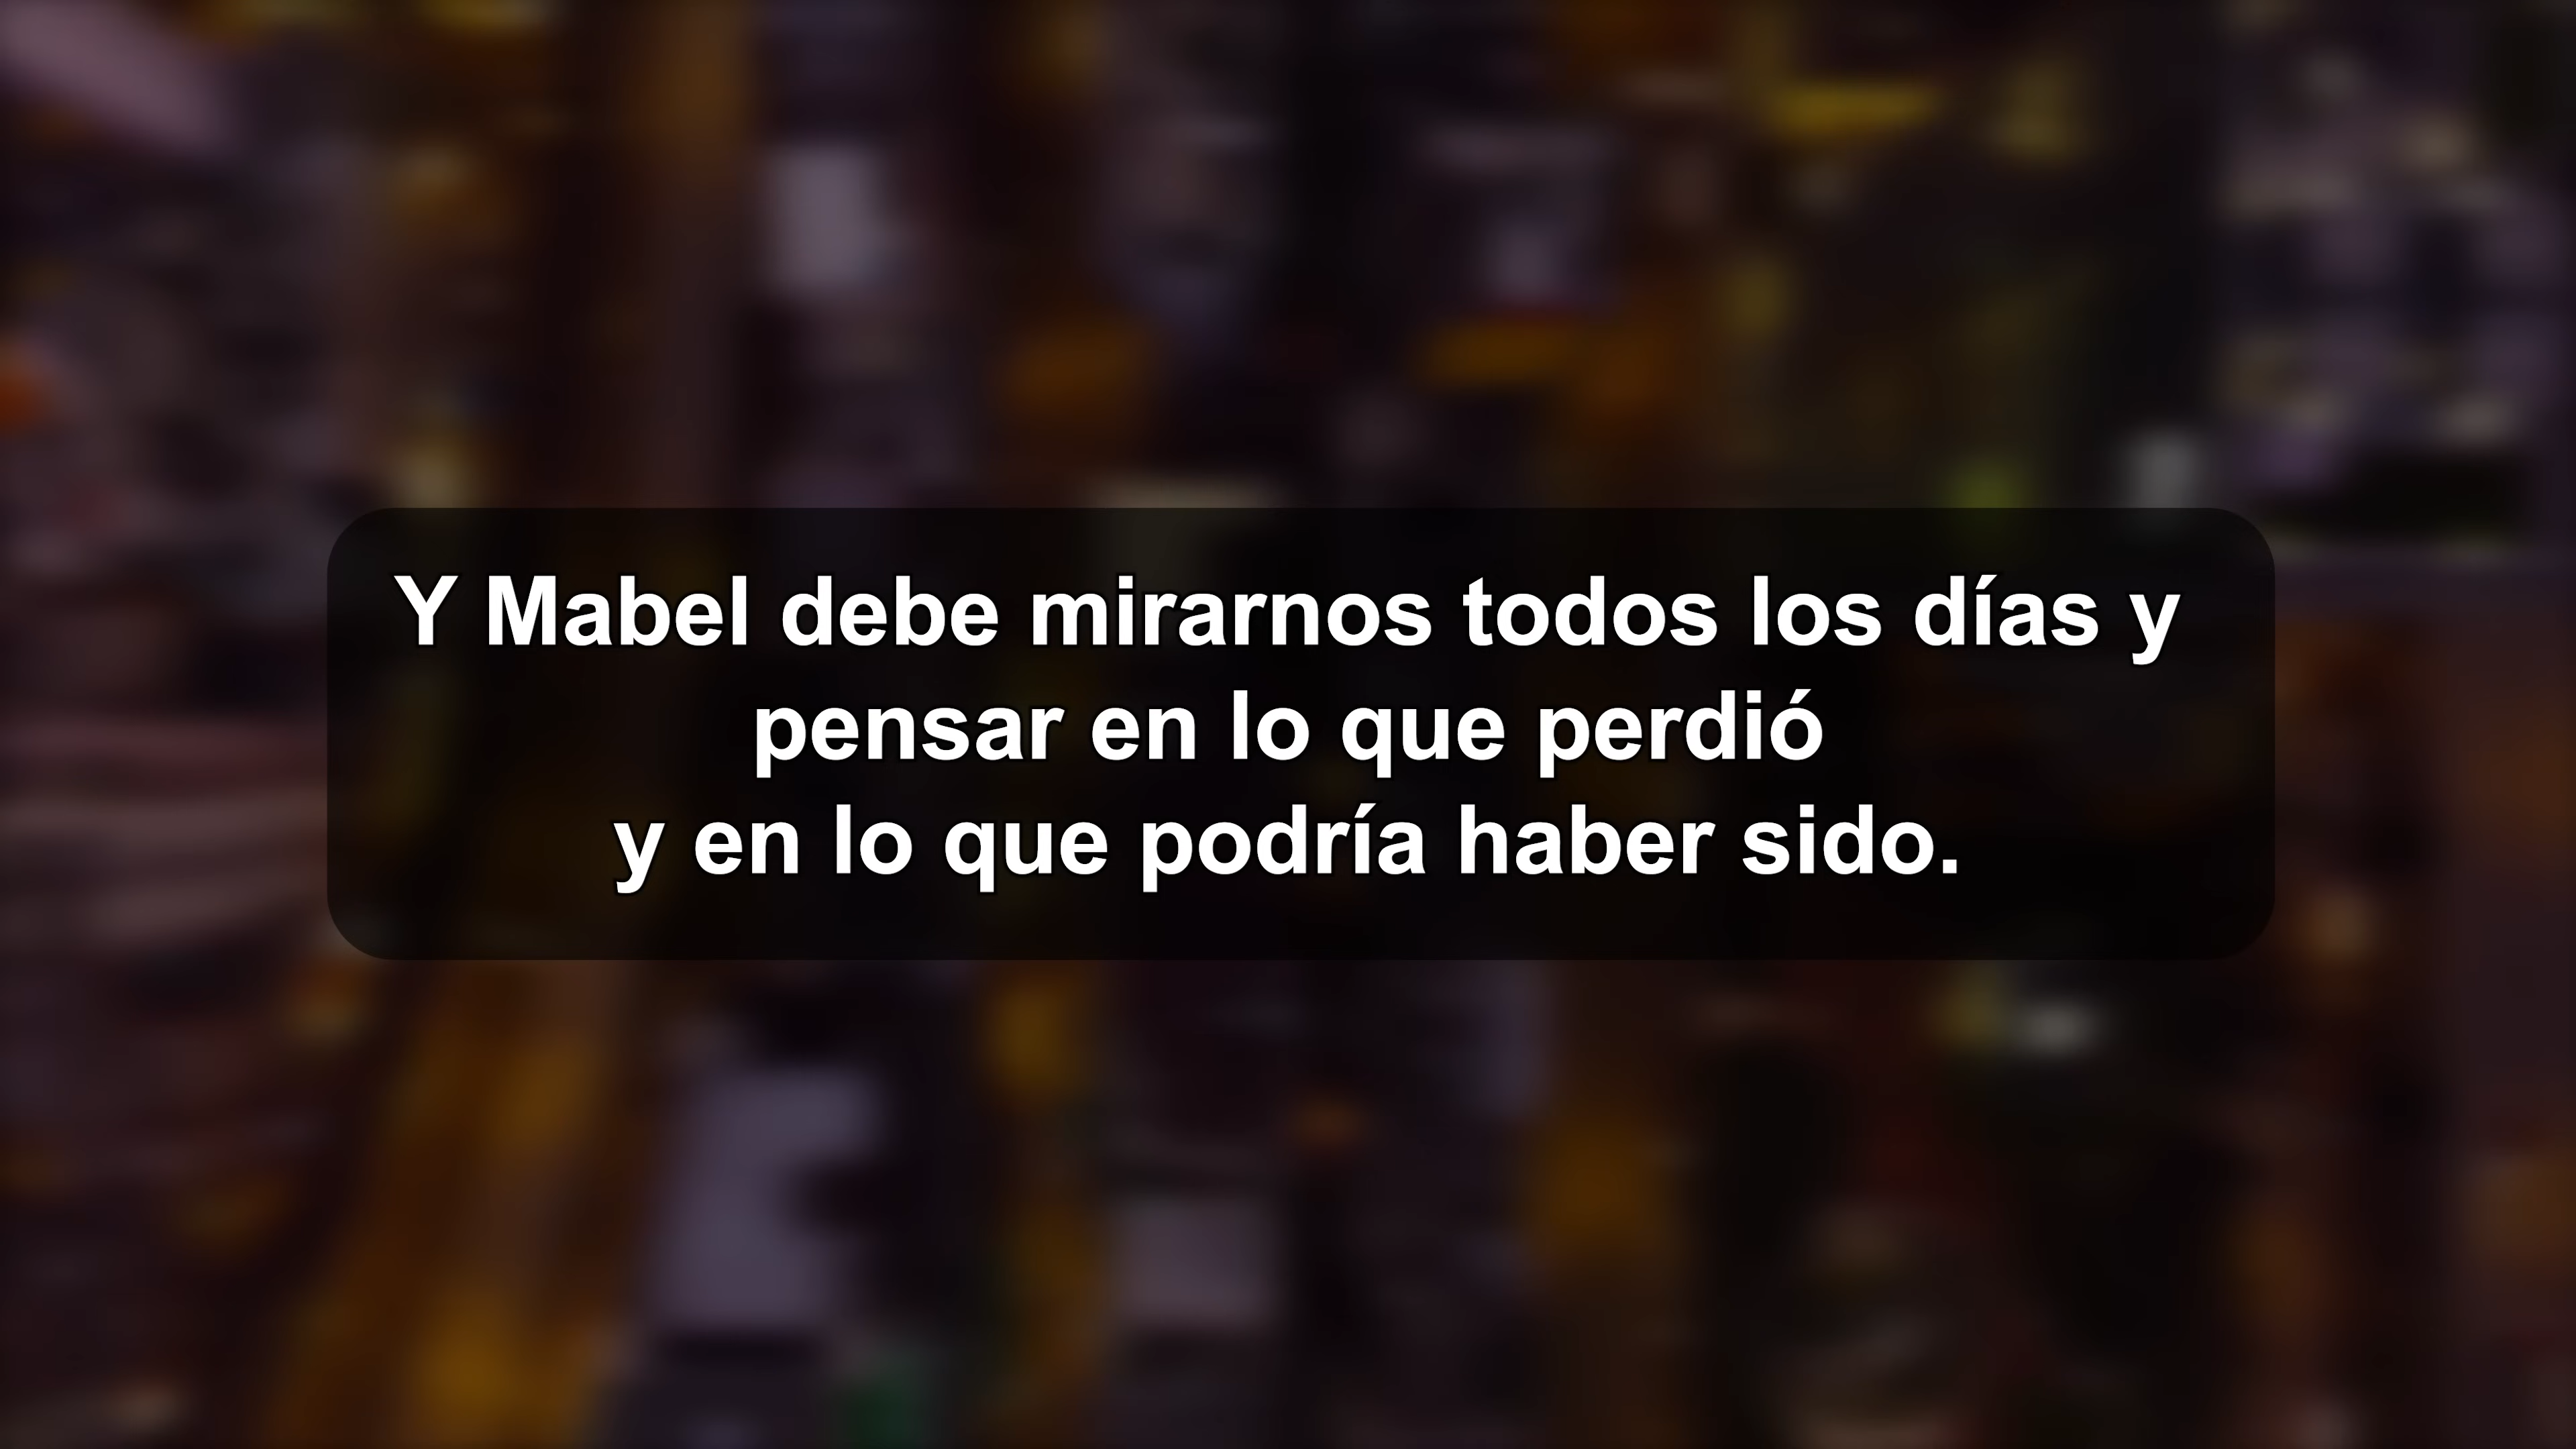 Y Mabel debe mirarnos todos los días y
pensar en lo que perdió
y en lo que podría haber sido.